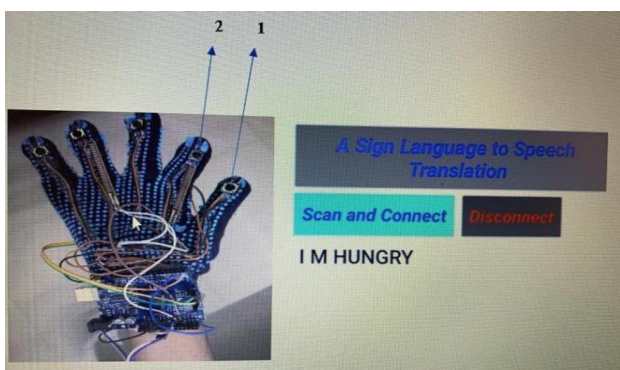 2 1
A Sign Language to Speech
Translation
Scan and Connect Disconnect
I M HUNGRY